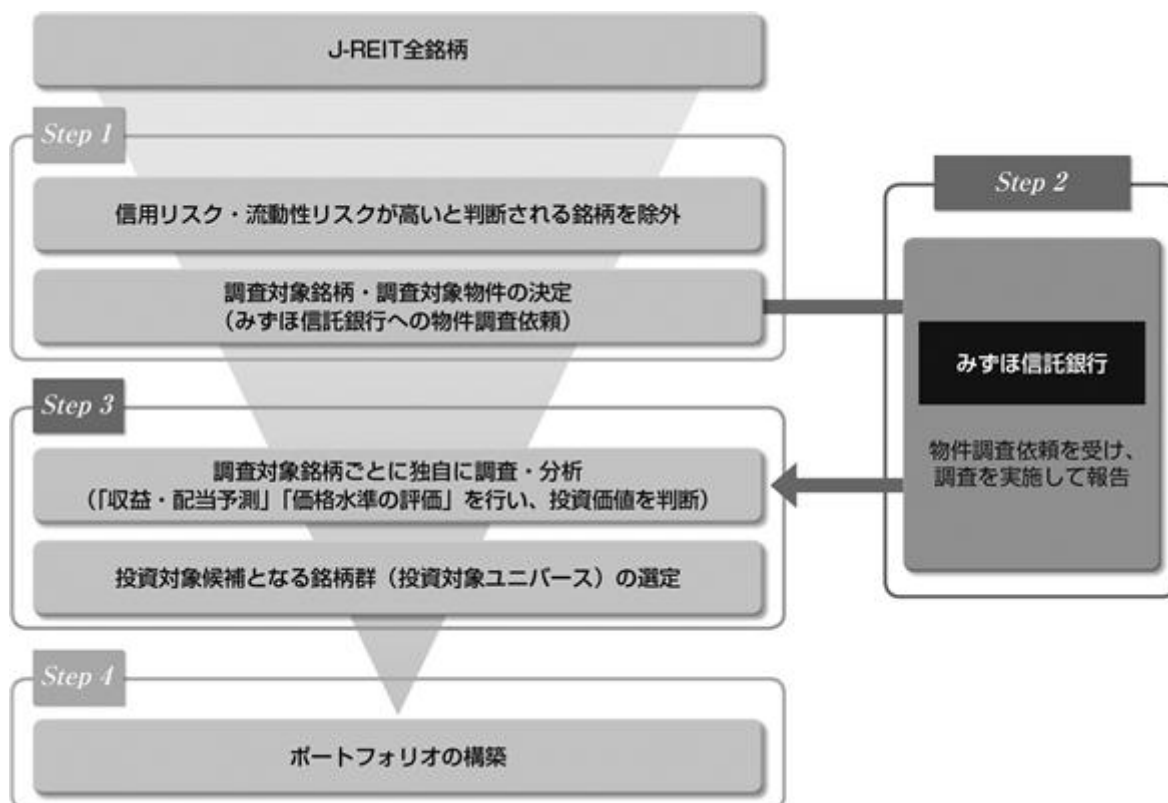 J-REIT全銘柄
Step 1
信用リスク・流動性リスクが高いと判断される銘柄を除外
調査対象銘柄・調査対象物件の決定
（みずほ信託銀行への物件調査依頼）
Step 2
みずほ信託銀行
物件調査依頼を受け、
調査を実施して報告
Step 3
調査対象銘柄ごとに独自に調査・分析
（「収益・配当予測」「価格水準の評価」を行い、投資価値を判断）
投資対象候補となる銘柄群（投資対象ユニバース）の選定
Step 4
ポートフォリオの構築